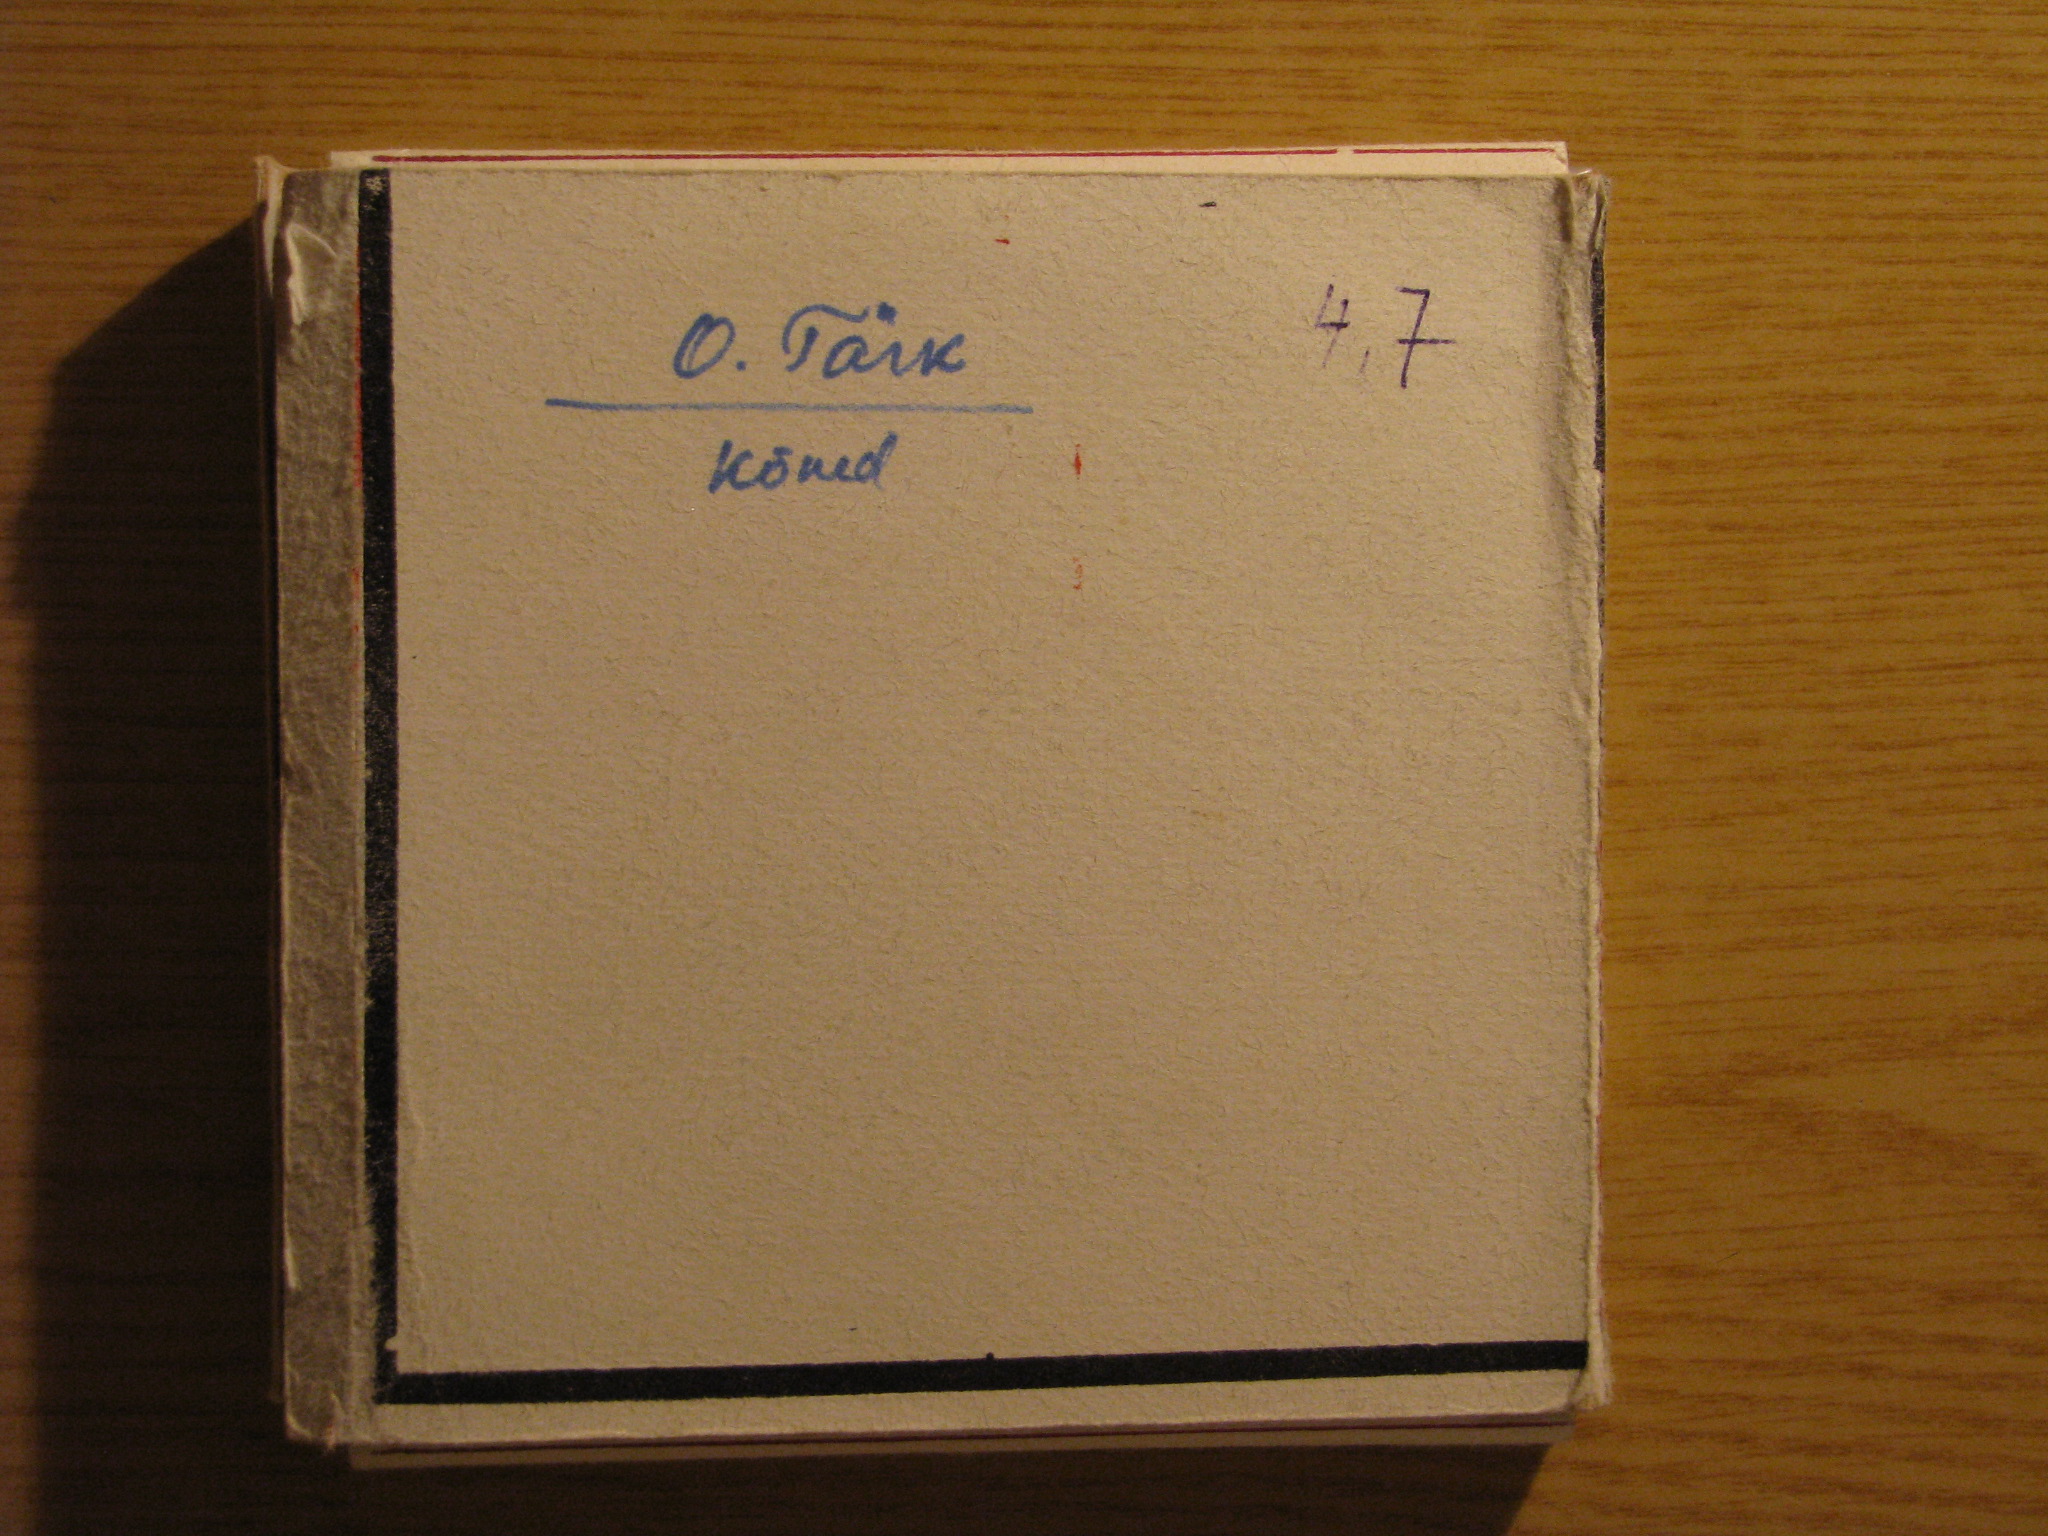 O. Tärk
4,7
Kõned